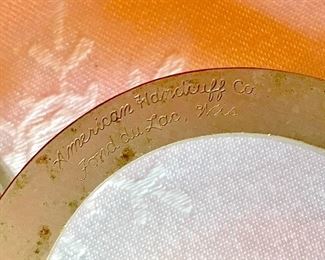 American Handcuff Co.
Fond du Lac, Wis